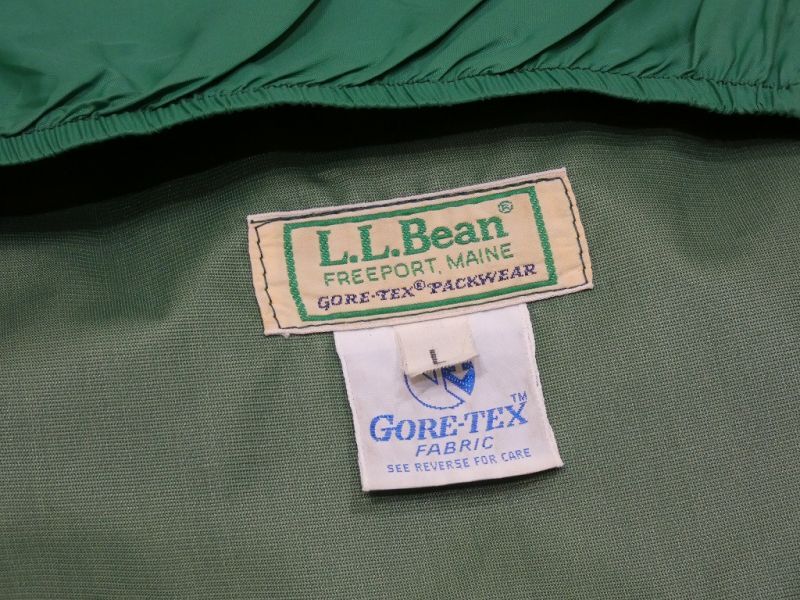 L.L.Bean®
FREEPORT, MAINE
GORE-TEX® PACKWEAR
L
GORE-TEX™
FABRIC
SEE REVERSE FOR CARE